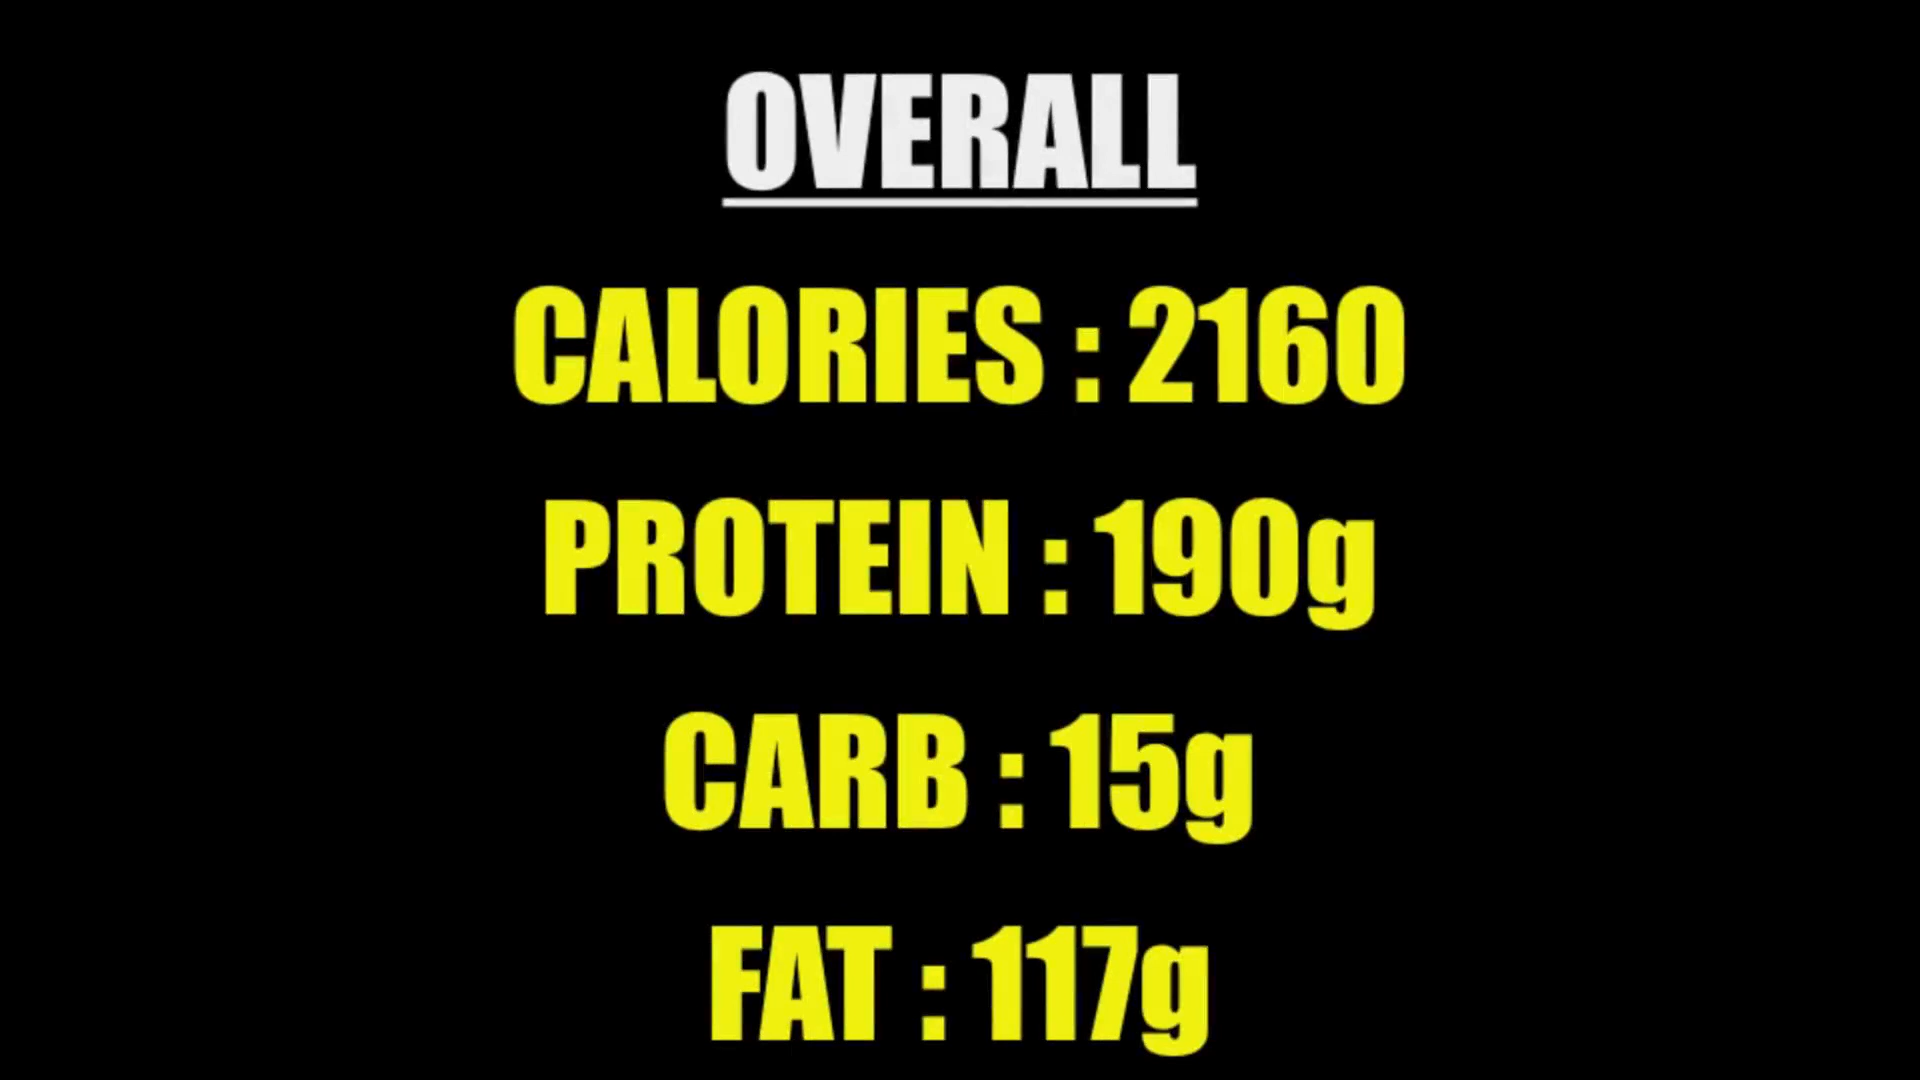 OVERALL
CALORIES : 2160
PROTEIN : 190g
CARB : 15g
FAT : 117g